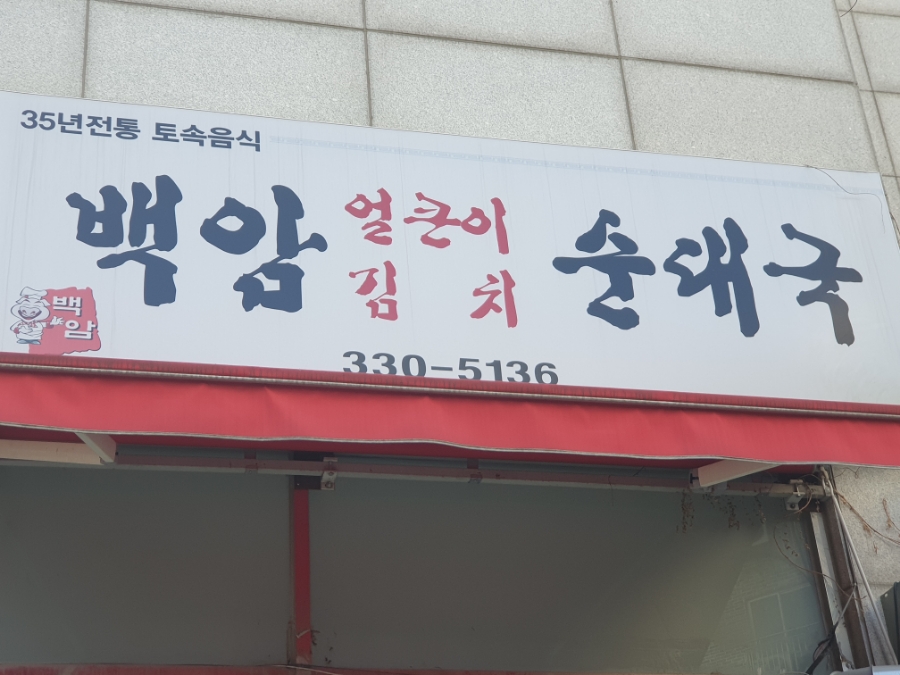 35년전통 토속음식
백암 얼큰이 김치 순대국
백암
330-5136